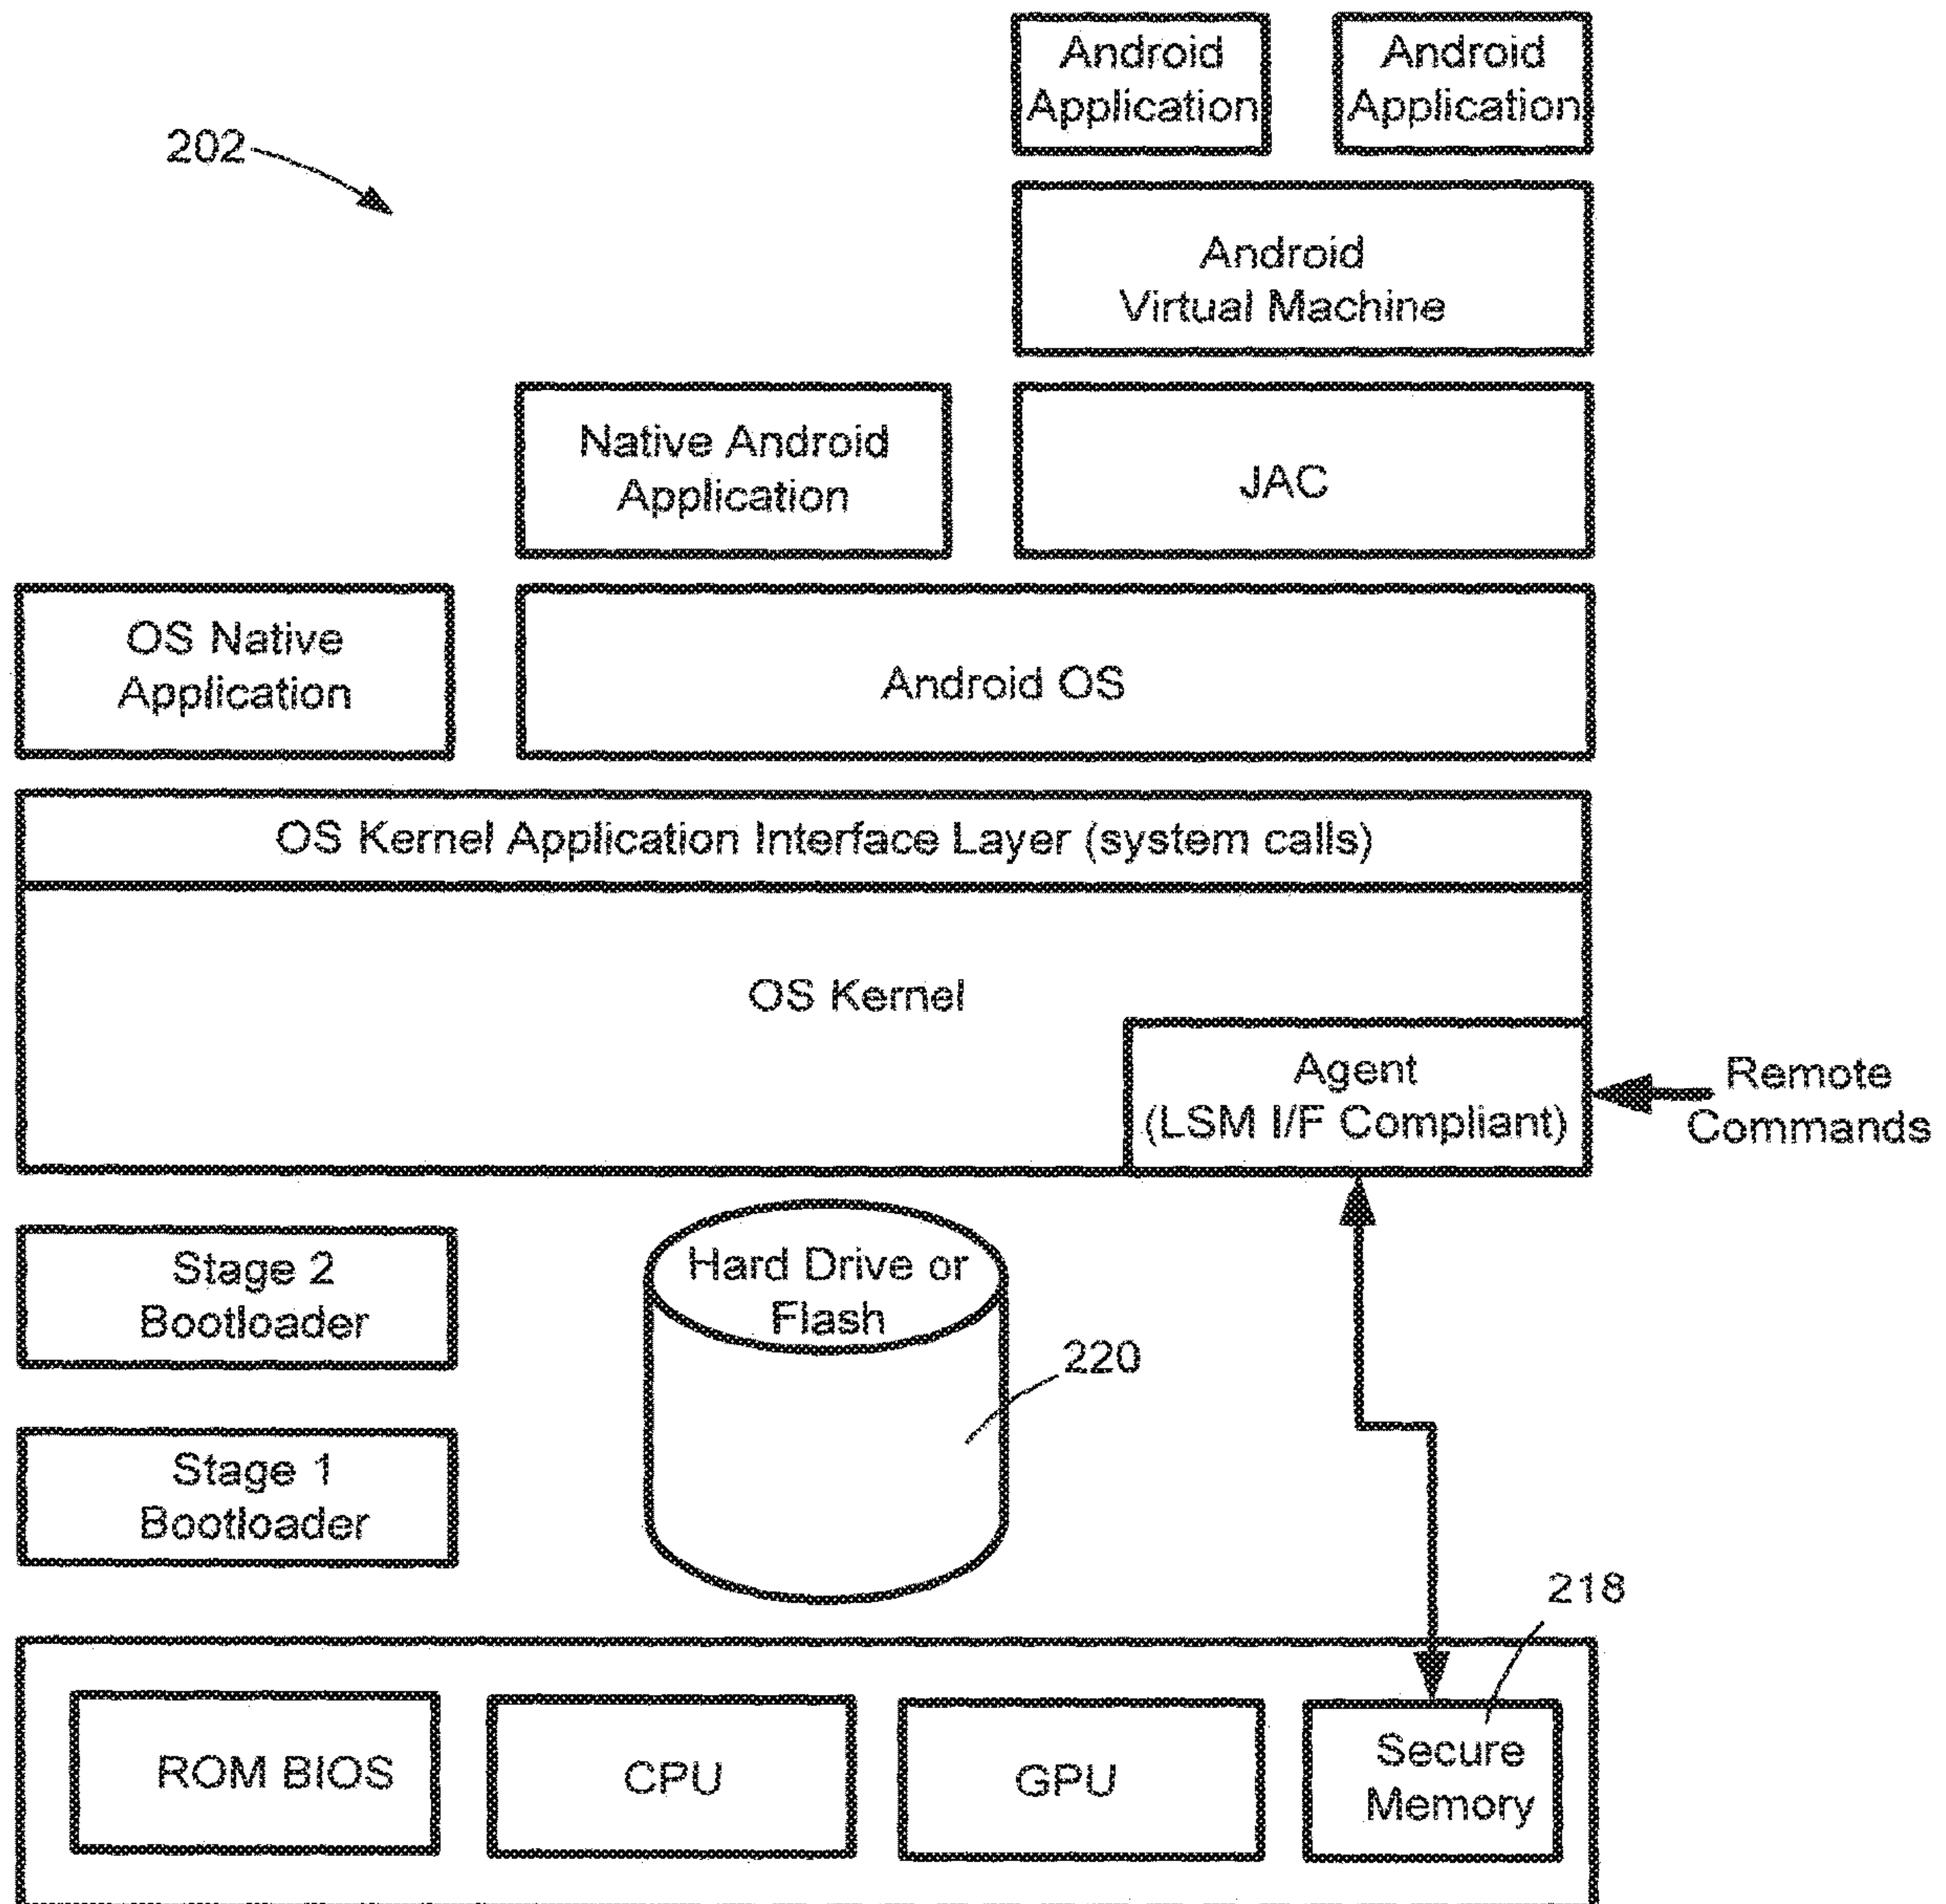 Android
Application
Android
Application
202
Android
Virtual Machine
Native Android
Application
JAC
OS Native
Application
Android OS
OS Kernel Application Interface Layer (system calls)
OS Kernel
Agent
(LSM I/F Compliant)
Remote
Commands
Stage 2
Bootloader
Hard Drive or
Flash
220
Stage 1
Bootloader
218
ROM BIOS
CPU
GPU
Secure
Memory